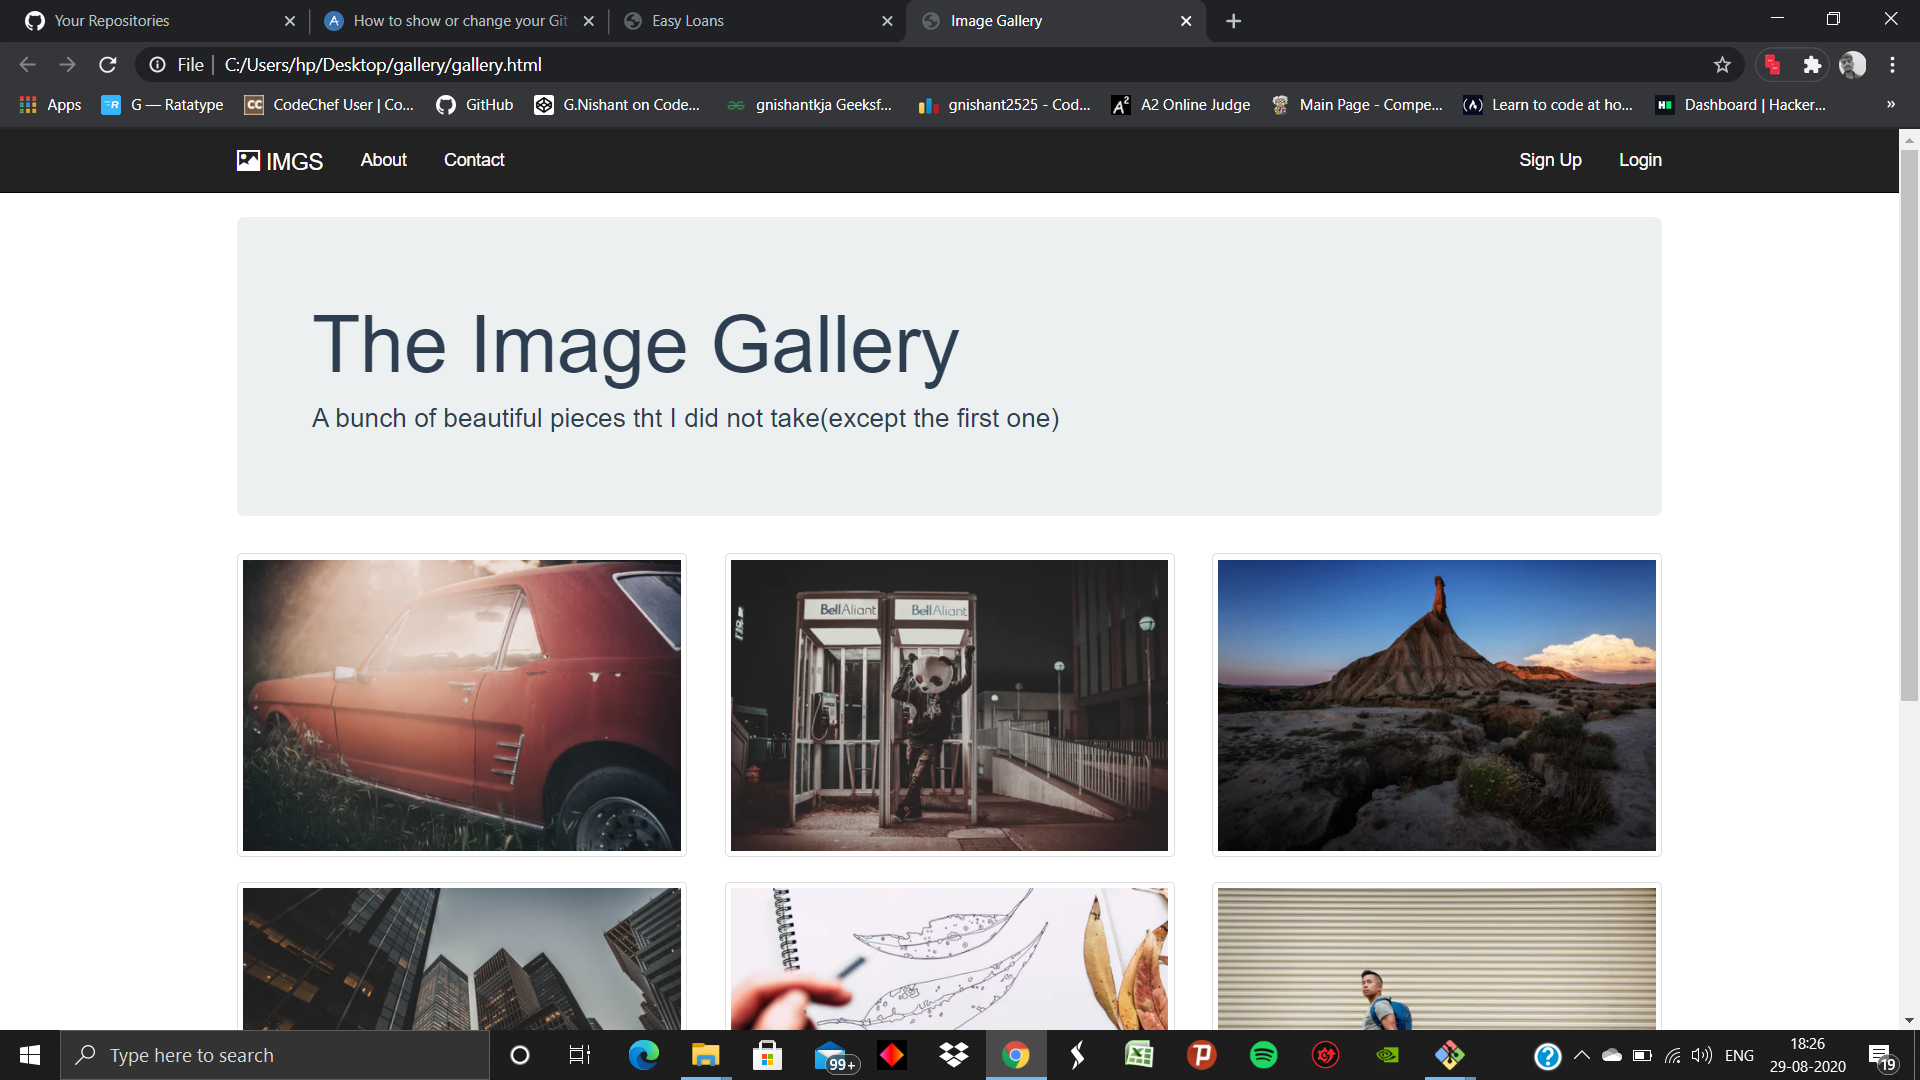 Your Repositories
How to show or change your Git
Easy Loans
Image Gallery
File
C:/Users/hp/Desktop/gallery/gallery.html
Apps
G — Ratatype
CodeChef User | Co...
GitHub
G.Nishant on Code...
gnishantkja Geeksf...
gnishant2525 - Cod...
A2 Online Judge
Main Page - Compe...
Learn to code at ho...
Dashboard | Hacker...
»
IMGS
About
Contact
Sign Up
Login
The Image Gallery
A bunch of beautiful pieces tht I did not take(except the first one)
BellAliant
BellAliant
Type here to search
99+
ENG
18:26
29-08-2020
19